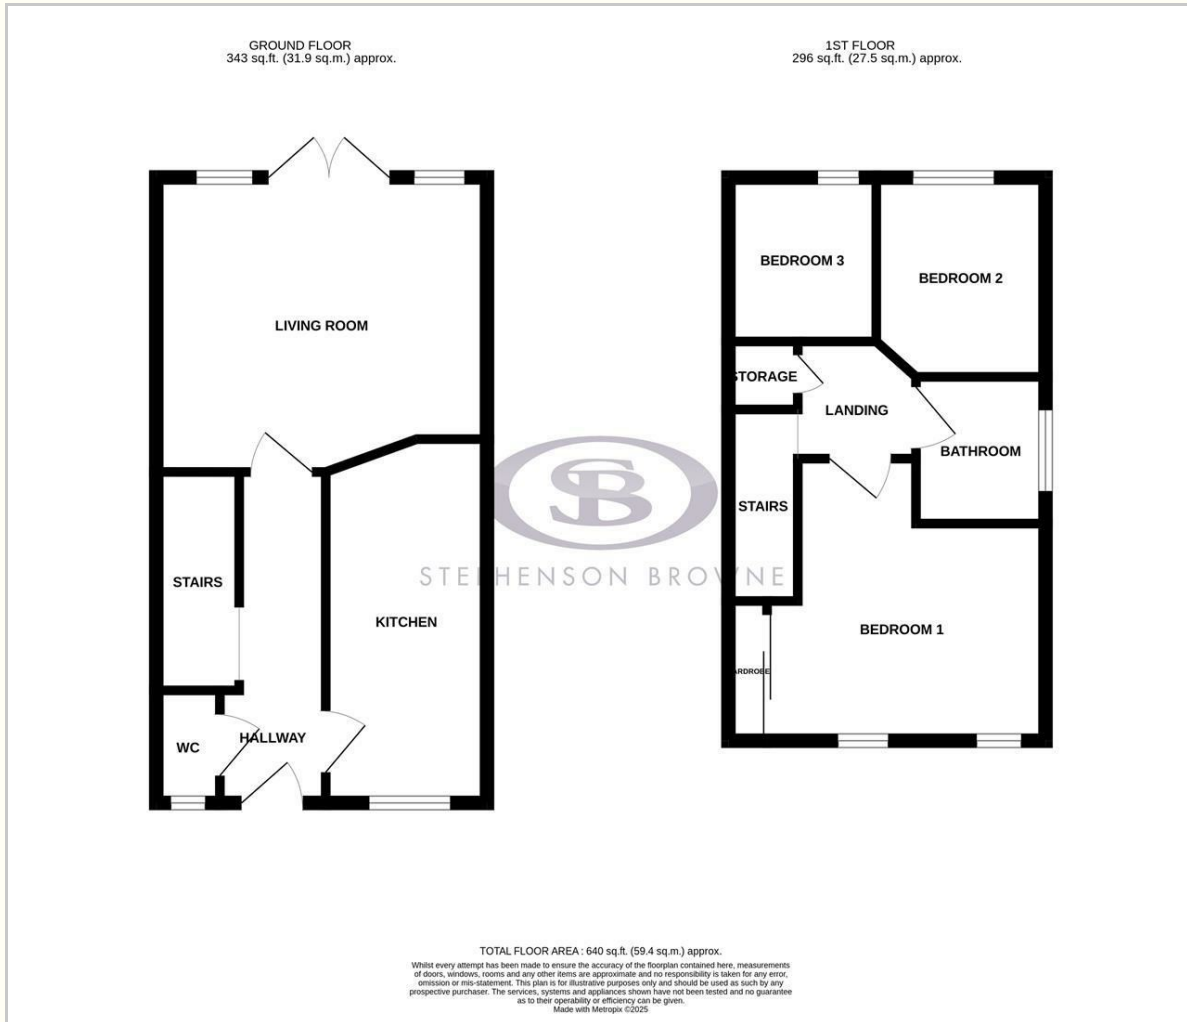 GROUND FLOOR
343 sq.ft. (31.9 sq.m.) approx.
LIVING ROOM
STAIRS
KITCHEN
WC
HALLWAY
1ST FLOOR
296 sq.ft. (27.5 sq.m.) approx.
BEDROOM 3
BEDROOM 2
STORAGE
LANDING
BATHROOM
STAIRS
BEDROOM 1
ARDROBE
SB
STEPHENSON BROWNE
TOTAL FLOOR AREA : 640 sq.ft. (59.4 sq.m.) approx.
Whilst every attempt has been made to ensure the accuracy of the floorplan contained here, measurements
of doors, windows, rooms and any other items are approximate and no responsibility is taken for any error,
omission or mis-statement. This plan is for illustrative purposes only and should be used as such by any
prospective purchaser. The services, systems and appliances shown have not been tested and no guarantee
as to their operability or efficiency can be given.
Made with Metropix ©2025